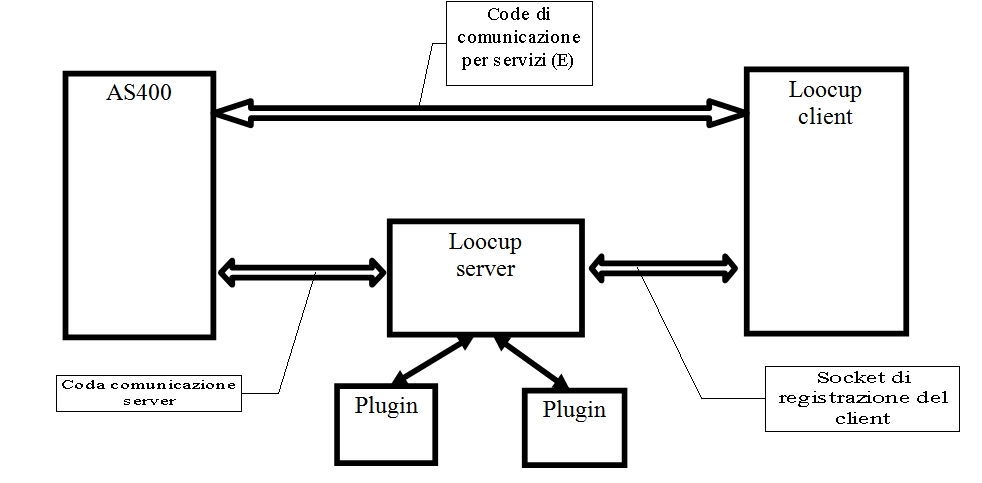 Code di
comunicazione
per servizi (E)
AS400
Loocup
client
Loocup
server
Coda comunicazione
server
Plugin
Plugin
Socket di
registrazione del
client